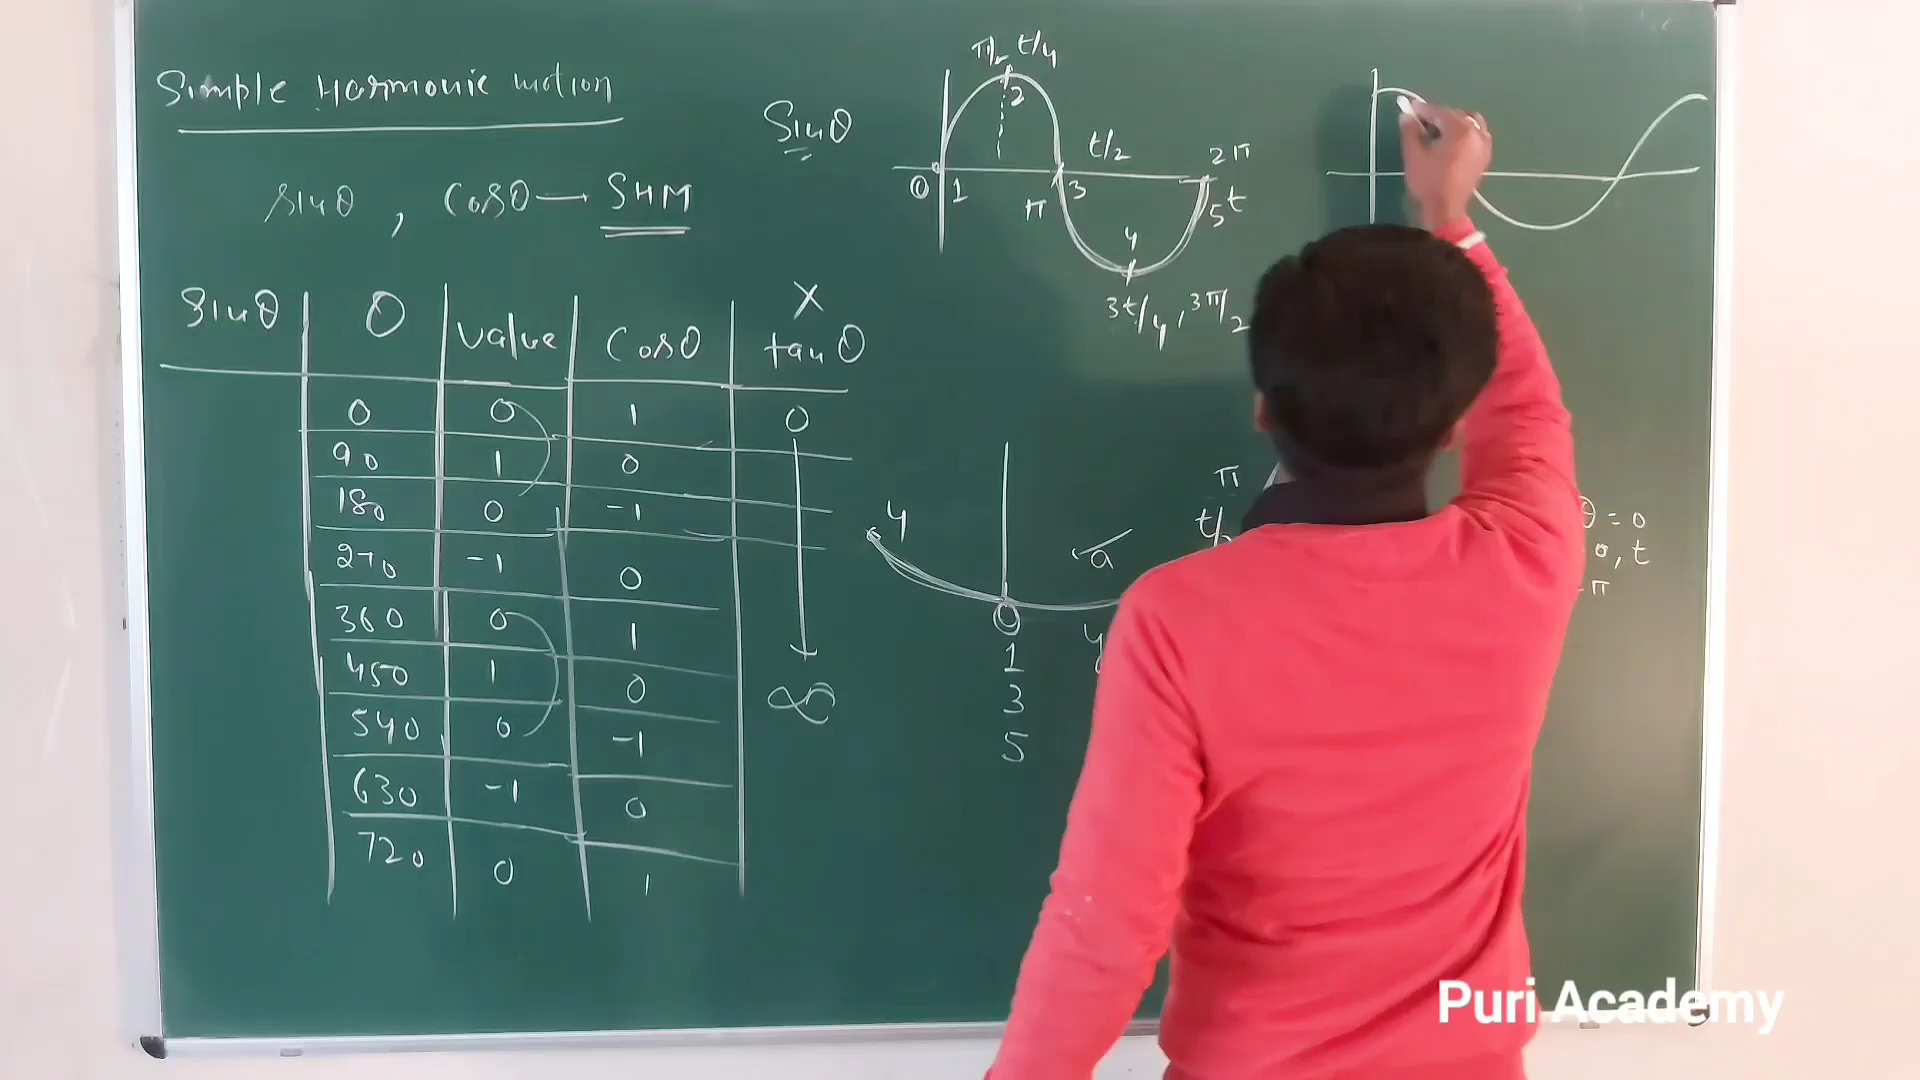 Simple Harmonic motion
sinθ , Cosθ → SHM
Sinθ θ value Cosθ tanθ
X
0 0 1 0
90 1 0
180 0 -1
270 -1 0
360 0 1
450 1 0
540 0 -1
630 -1 0
720 0 1
∞
Sinθ
π/2 t/4
2
0 1
t/2
π 3
2π
5 t
4
3t/4, 3π/2
4
a
0
1
3
5
y
π
θ = 0
0, t
π
Puri Academy